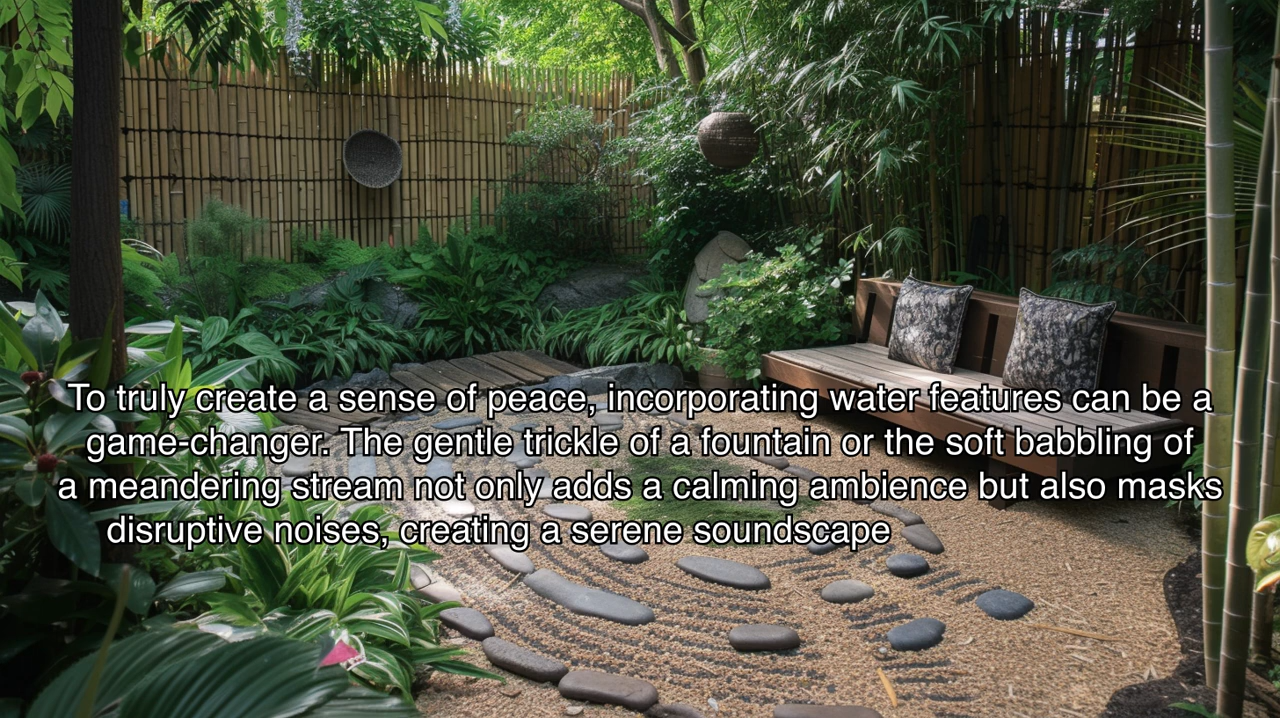 To truly create a sense of peace, incorporating water features can be a
game-changer. The gentle trickle of a fountain or the soft babbling of
a meandering stream not only adds a calming ambience but also masks
disruptive noises, creating a serene soundscape